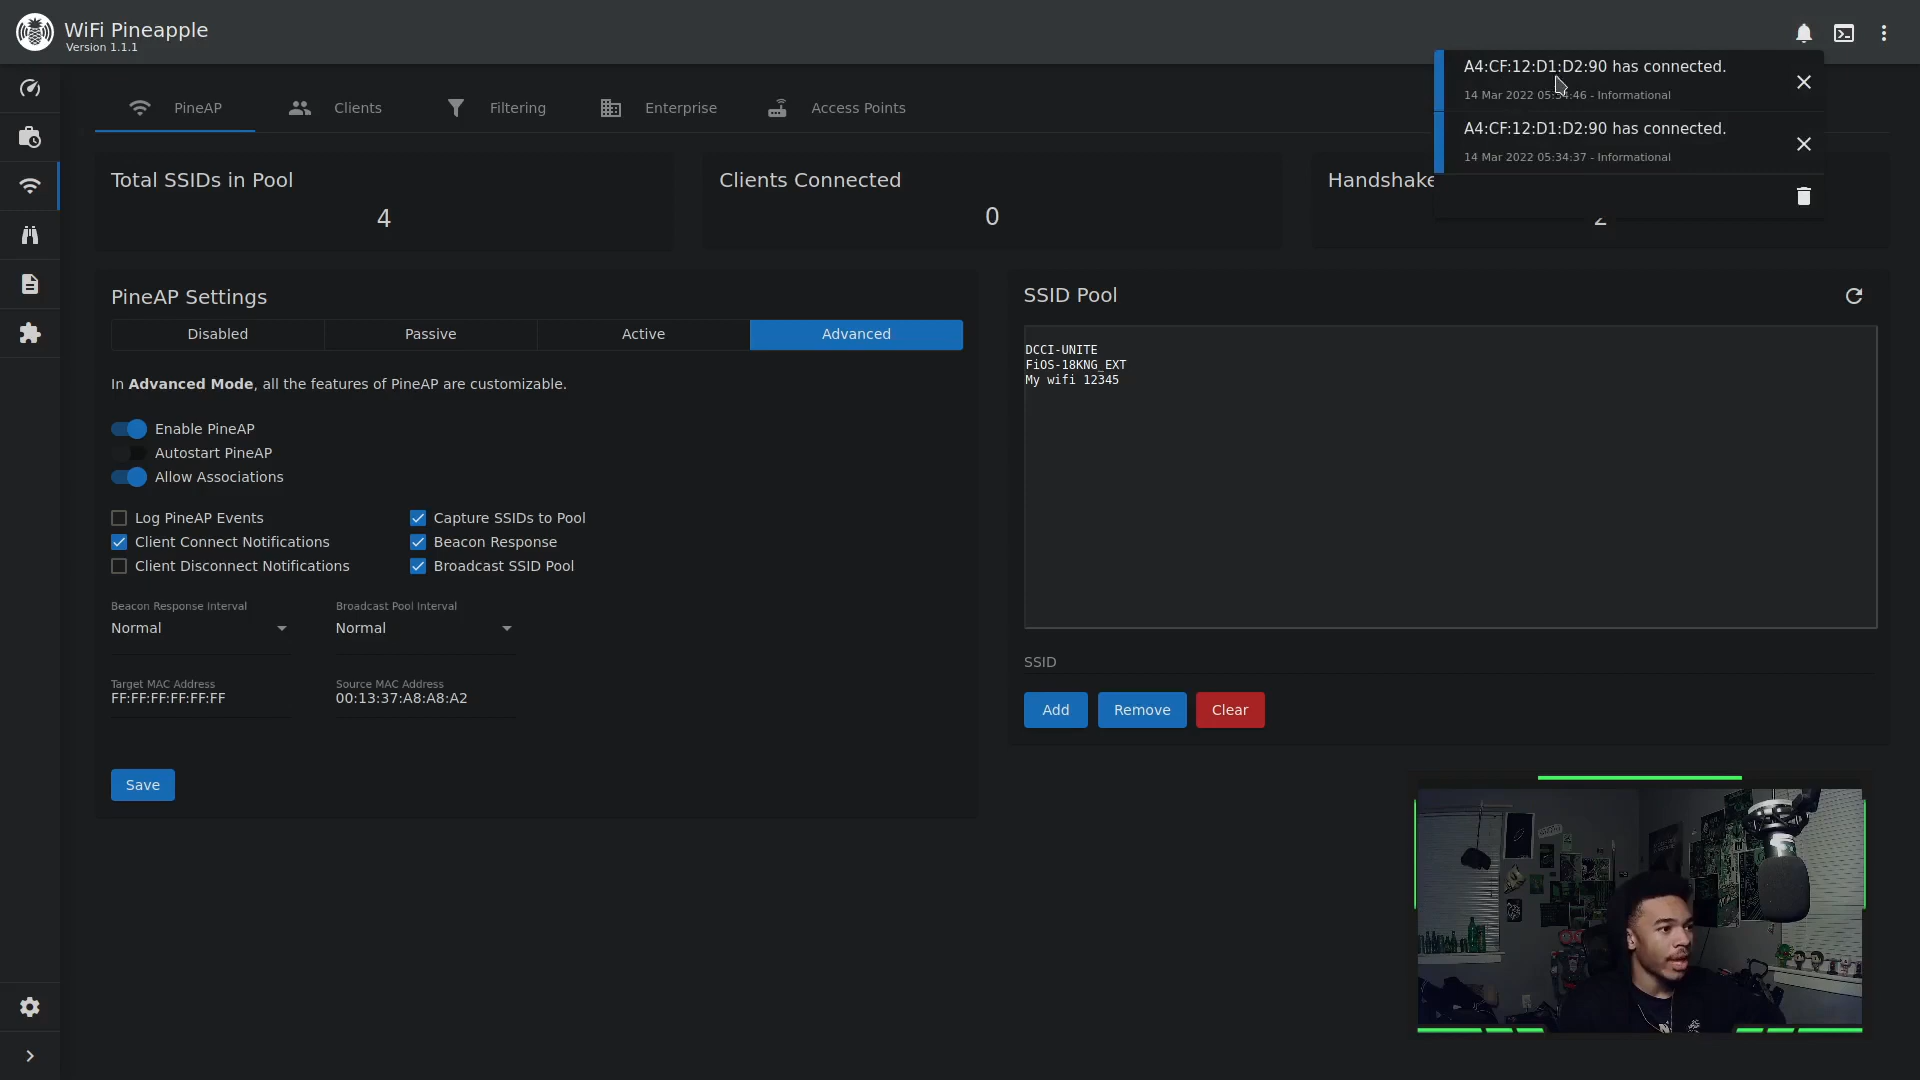 WiFi Pineapple
Version 1.1.1
A4:CF:12:D1:D2:90 has connected.
14 Mar 2022 05:34:46 - Informational
A4:CF:12:D1:D2:90 has connected.
14 Mar 2022 05:34:37 - Informational
PineAP
Clients
Filtering
Enterprise
Access Points
Total SSIDs in Pool
4
Clients Connected
0
Handshake
2
PineAP Settings
Disabled
Passive
Active
Advanced
In Advanced Mode, all the features of PineAP are customizable.
Enable PineAP
Autostart PineAP
Allow Associations
Log PineAP Events
Capture SSIDs to Pool
Client Connect Notifications
Beacon Response
Client Disconnect Notifications
Broadcast SSID Pool
Beacon Response Interval
Normal
Broadcast Pool Interval
Normal
Target MAC Address
FF:FF:FF:FF:FF:FF
Source MAC Address
00:13:37:A8:A8:A2
Save
SSID Pool
DCCI-UNITE
FiOS-18KNG_EXT
My wifi 12345
SSID
Add
Remove
Clear